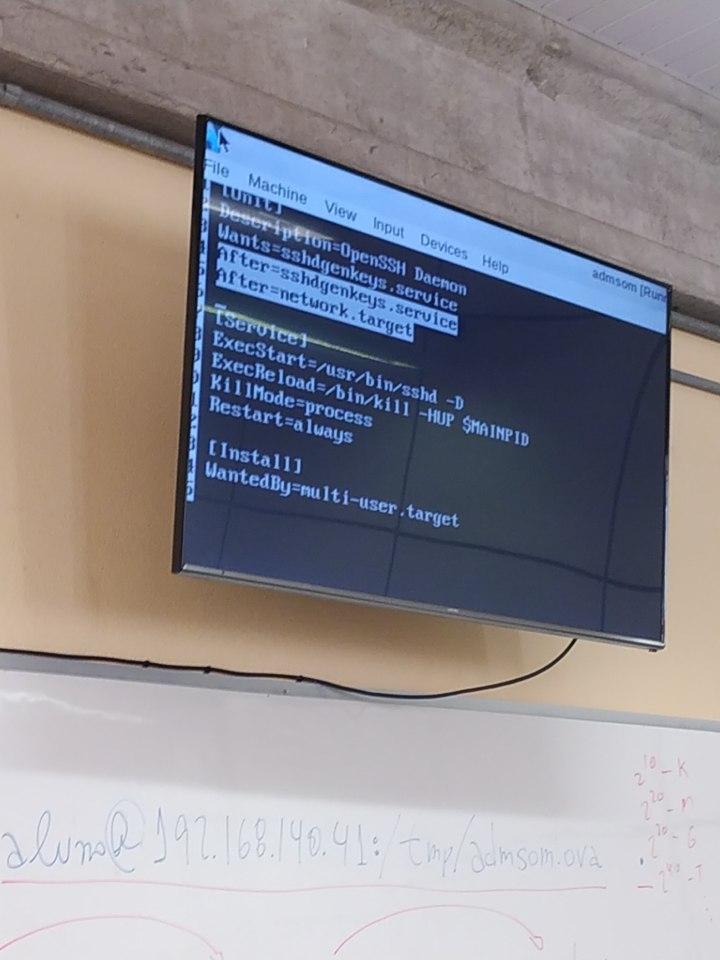 File Machine View Input Devices Help
admsom [Runn
[Unit]
Description=OpenSSH Daemon
Wants=sshdgenkeys.service
After=sshdgenkeys.service
After=network.target
[Service]
ExecStart=/usr/bin/sshd -D
ExecReload=/bin/kill -HUP $MAINPID
KillMode=process
Restart=always
[Install]
WantedBy=multi-user.target
aluno@192.168.140.41:/tmp/admsom.ova
2^10 - K
2^20 - M
2^30 - G
2^40 - T